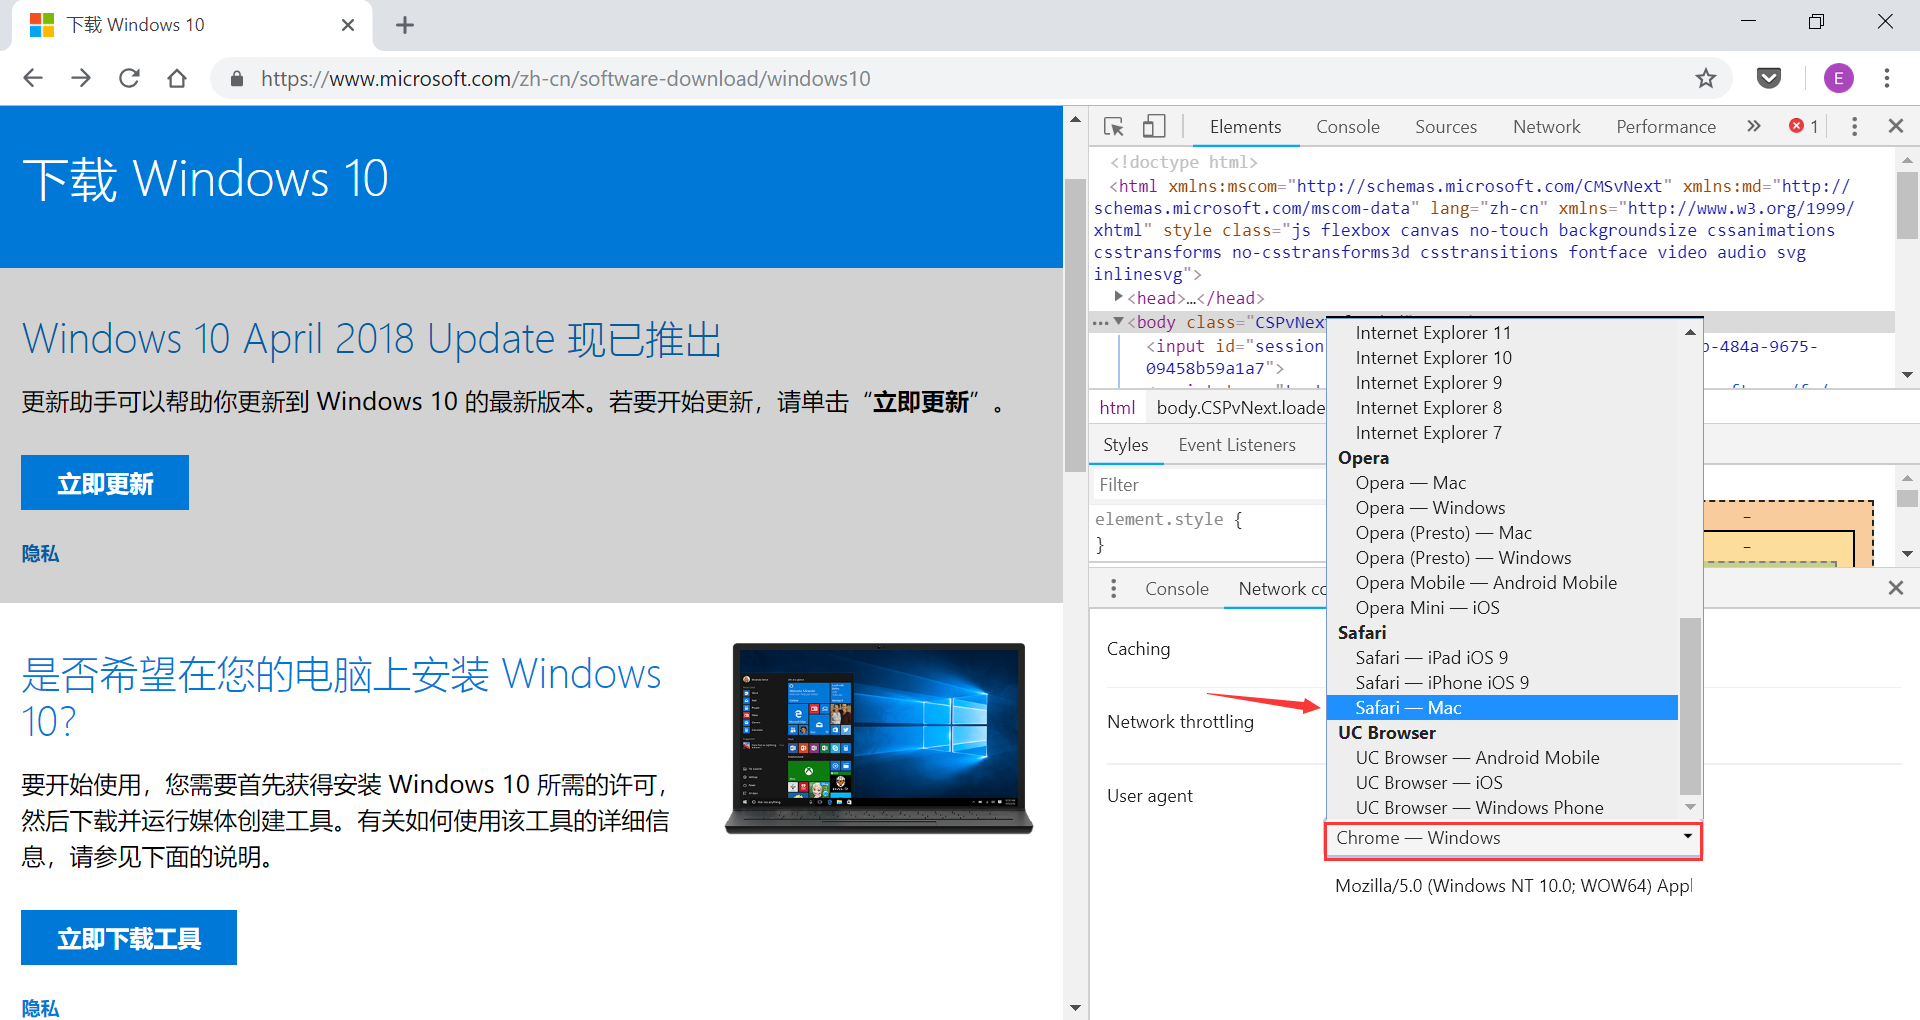 下载 Windows 10
https://www.microsoft.com/zh-cn/software-download/windows10
E
下载 Windows 10
Windows 10 April 2018 Update 现已推出
更新助手可以帮助你更新到 Windows 10 的最新版本。若要开始更新，请单击“立即更新”。
立即更新
隐私
是否希望在您的电脑上安装 Windows
10？
要开始使用，您需要首先获得安装 Windows 10 所需的许可，
然后下载并运行媒体创建工具。有关如何使用该工具的详细信
息，请参见下面的说明。
立即下载工具
隐私
Elements Console Sources Network Performance » 1
<!doctype html>
<html xmlns:mscom="http://schemas.microsoft.com/CMSvNext" xmlns:md="http://
schemas.microsoft.com/mscom-data" lang="zh-cn" xmlns="http://www.w3.org/1999/
xhtml" style class="js flexbox canvas no-touch backgroundsize cssanimations
csstransforms no-csstransforms3d csstransitions fontface video audio svg
inlinesvg">
<head>…</head>
<body class="CSPvNex
<input id="session -484a-9675-
09458b59a1a7">
html body.CSPvNext.loade
Styles Event Listeners
Filter
element.style {
}
Console Network co
Caching
Network throttling
User agent
Internet Explorer 11
Internet Explorer 10
Internet Explorer 9
Internet Explorer 8
Internet Explorer 7
Opera
Opera — Mac
Opera — Windows
Opera (Presto) — Mac
Opera (Presto) — Windows
Opera Mobile — Android Mobile
Opera Mini — iOS
Safari
Safari — iPad iOS 9
Safari — iPhone iOS 9
Safari — Mac
UC Browser
UC Browser — Android Mobile
UC Browser — iOS
UC Browser — Windows Phone
Chrome — Windows
Mozilla/5.0 (Windows NT 10.0; WOW64) Appl